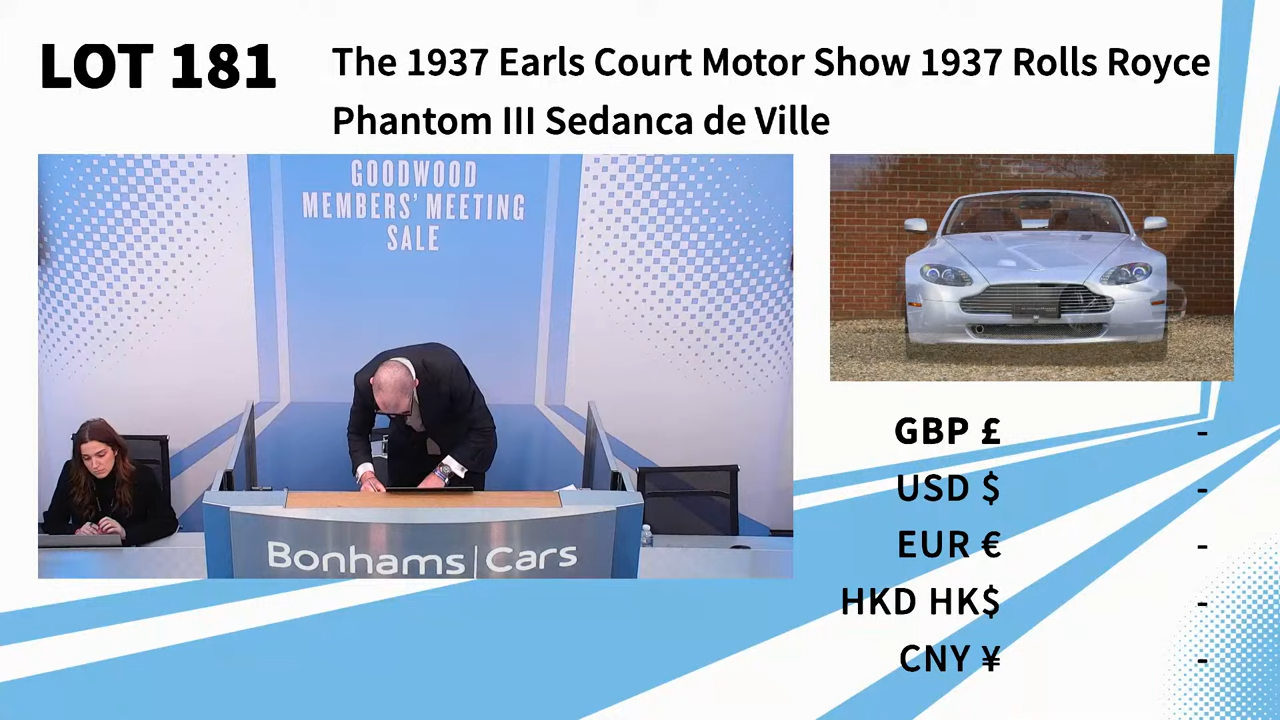 LOT 181
The 1937 Earls Court Motor Show 1937 Rolls Royce
Phantom III Sedanca de Ville
GOODWOOD
MEMBERS' MEETING
SALE
Bonhams|Cars
GBP £ -
USD $ -
EUR € -
HKD HK$ -
CNY ¥ -